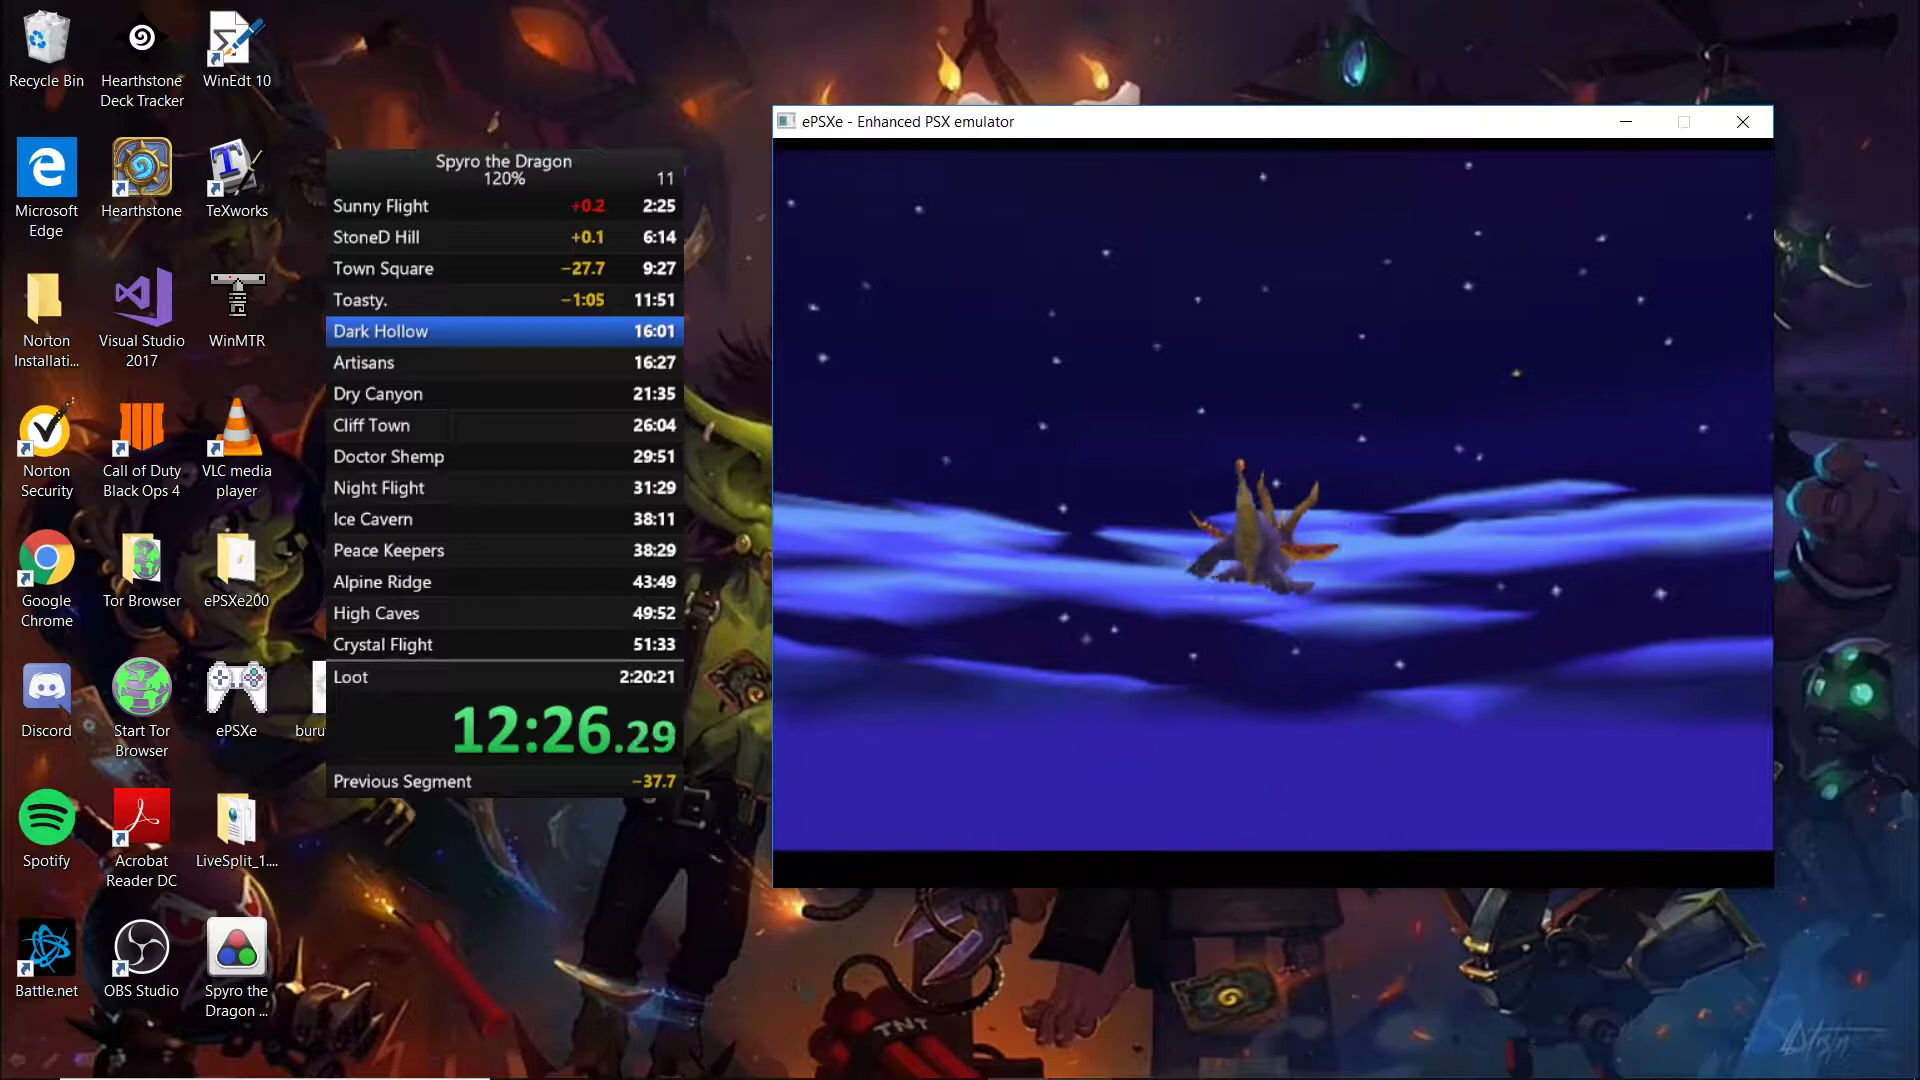 Recycle Bin
Hearthstone
Deck Tracker
WinEdt 10
Microsoft
Edge
Hearthstone
TeXworks
Norton
Installati...
Visual Studio
2017
WinMTR
Norton
Security
Call of Duty
Black Ops 4
VLC media
player
Google
Chrome
Tor Browser
ePSXe200
Discord
Start Tor
Browser
ePSXe
buru
Spotify
Acrobat
Reader DC
LiveSplit_1....
Battle.net
OBS Studio
Spyro the
Dragon ...
Spyro the Dragon
120% 11
Sunny Flight +0.2 2:25
StoneD Hill +0.1 6:14
Town Square −27.7 9:27
Toasty. −1:05 11:51
Dark Hollow 16:01
Artisans 16:27
Dry Canyon 21:35
Cliff Town 26:04
Doctor Shemp 29:51
Night Flight 31:29
Ice Cavern 38:11
Peace Keepers 38:29
Alpine Ridge 43:49
High Caves 49:52
Crystal Flight 51:33
Loot 2:20:21
12:26.29
Previous Segment −37.7
ePSXe - Enhanced PSX emulator
TNT